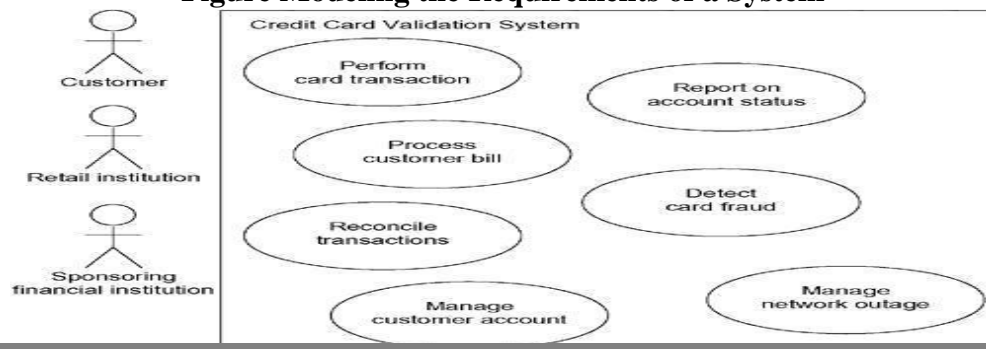 Figure Modeling the Requirements of a System
Credit Card Validation System
Customer
Perform
card transaction
Report on
account status
Retail institution
Process
customer bill
Detect
card fraud
Reconcile
transactions
Sponsoring
financial institution
Manage
customer account
Manage
network outage